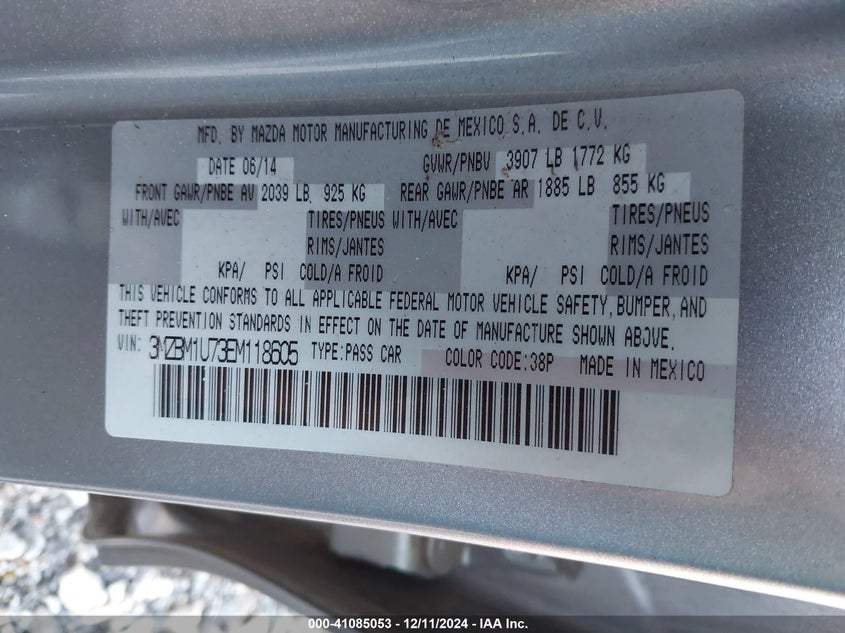 MFD. BY MAZDA MOTOR MANUFACTURING DE MEXICO S.A. DE C.V.
DATE 06/14 GVWR/PNBV 3907 LB 1772 KG
FRONT GAWR/PNBE AV 2039 LB 925 KG REAR GAWR/PNBE AR 1885 LB 855 KG
WITH/AVEC TIRES/PNEUS WITH/AVEC TIRES/PNEUS
RIMS/JANTES RIMS/JANTES
KPA/ PSI COLD/A FROID KPA/ PSI COLD/A FROID
THIS VEHICLE CONFORMS TO ALL APPLICABLE FEDERAL MOTOR VEHICLE SAFETY, BUMPER, AND
THEFT PREVENTION STANDARDS IN EFFECT ON THE DATE OF MANUFACTURE SHOWN ABOVE.
VIN: 3MZBM1U73EM118605 TYPE:PASS CAR COLOR CODE:38P MADE IN MEXICO
000-41085053 - 12/11/2024 - IAA Inc.